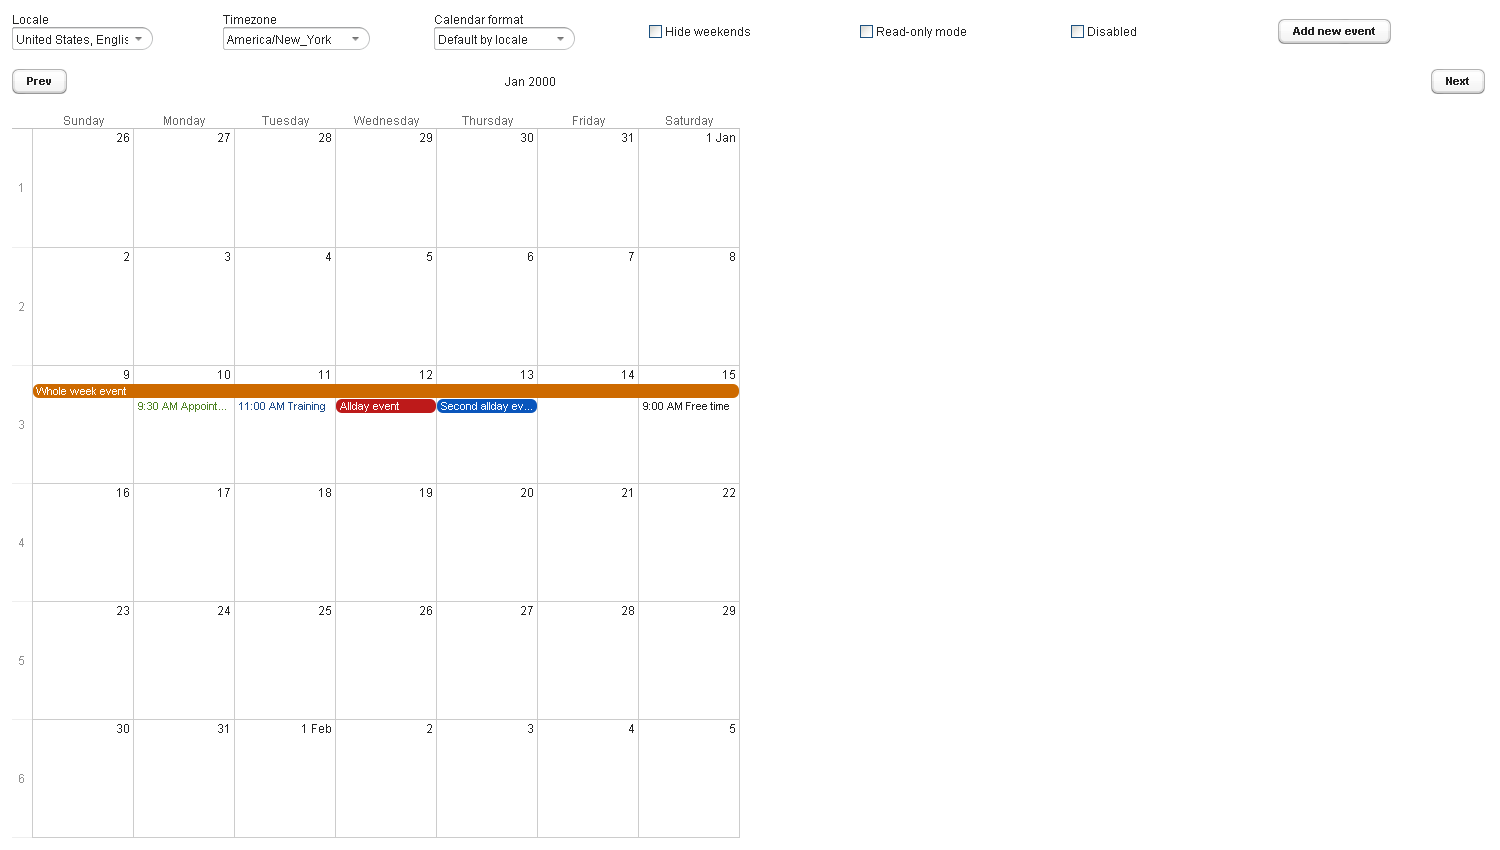 Locale
Timezone
Calendar format
United States, Englis
America/New_York
Default by locale
Hide weekends
Read-only mode
Disabled
Add new event
Prev
Jan 2000
Next
Sunday Monday Tuesday Wednesday Thursday Friday Saturday
26 27 28 29 30 31 1 Jan
1
2 3 4 5 6 7 8
2
9 10 11 12 13 14 15
Whole week event
9:30 AM Appoint... 11:00 AM Training Allday event Second allday ev... 9:00 AM Free time
3
16 17 18 19 20 21 22
4
23 24 25 26 27 28 29
5
30 31 1 Feb 2 3 4 5
6